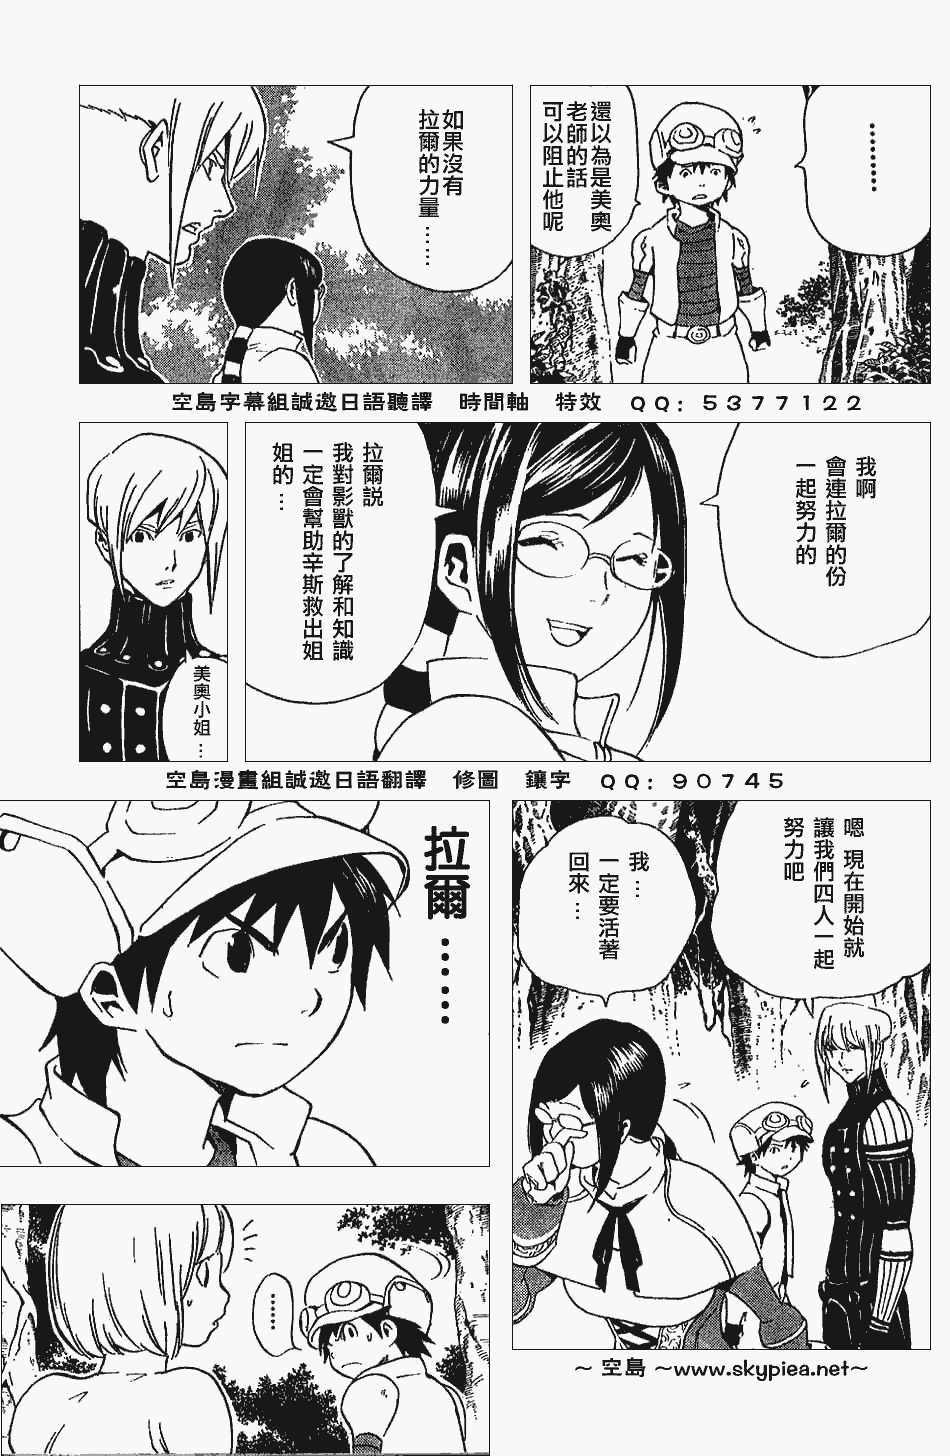 ………
還以為是美奧
老師的話
可以阻止他呢
如果沒有
拉爾的力量
……
空島字幕組誠邀日語聽譯　時間軸　特效　QQ：5377122
我啊
會連拉爾的份
一起努力的
拉爾説
我對影獸的了解和知識
一定會幫助辛斯救出姐
姐的…
美奧小姐…
空島漫畫組誠邀日語翻譯　修圖　鑲字　QQ：90745
嗯 現在開始就
讓我們四人一起
努力吧
我…
一定要活著
回來…
拉爾……
……
～ 空島 ～www.skypiea.net～